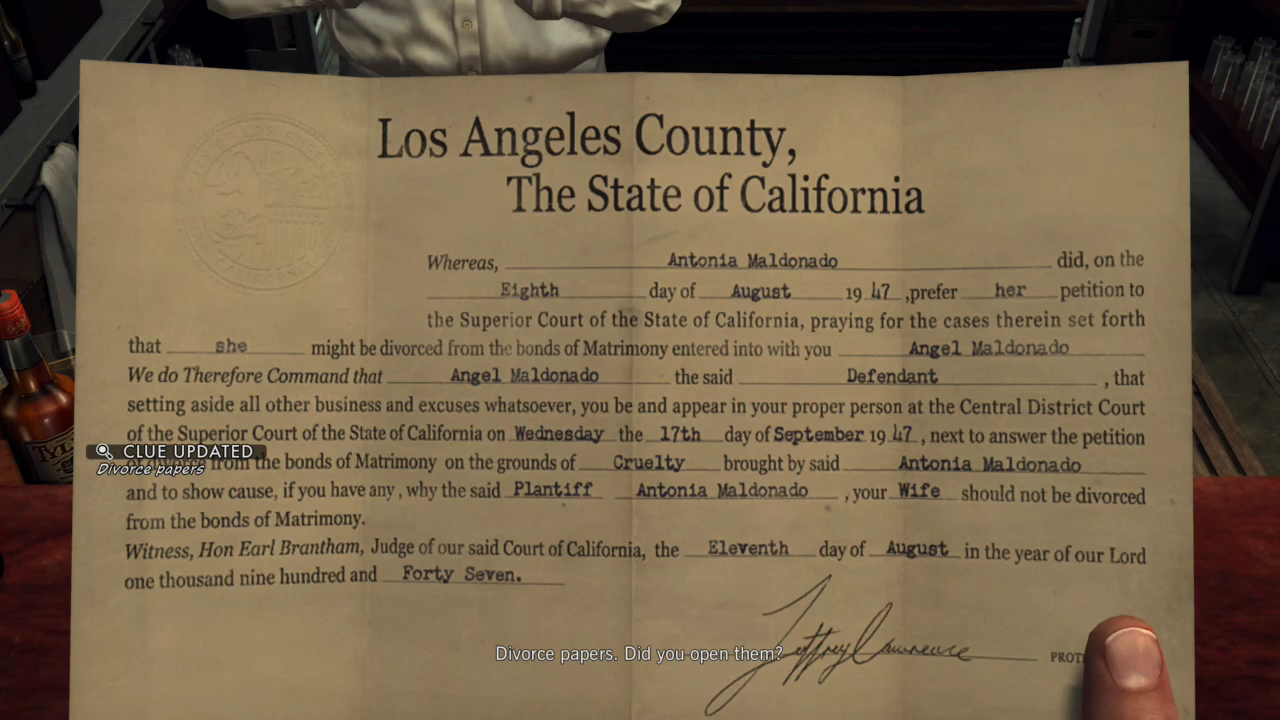 Los Angeles County,
The State of California
Whereas, Antonia Maldonado did, on the
Eighth day of August 19 47 ,prefer her petition to
the Superior Court of the State of California, praying for the cases therein set forth
that she might be divorced from the bonds of Matrimony entered into with you Angel Maldonado
We do Therefore Command that Angel Maldonado the said Defendant , that
setting aside all other business and excuses whatsoever, you be and appear in your proper person at the Central District Court
of the Superior Court of the State of California on Wednesday the 17th day of September 19 47 , next to answer the petition
CLUE UPDATED
from the bonds of Matrimony on the grounds of Cruelty brought by said Antonia Maldonado
Divorce papers
and to show cause, if you have any , why the said Plantiff Antonia Maldonado , your Wife should not be divorced
from the bonds of Matrimony.
Witness, Hon Earl Brantham, Judge of our said Court of California, the Eleventh day of August in the year of our Lord
one thousand nine hundred and Forty Seven.
Divorce papers. Did you open them?
Jeffrey Lawrence